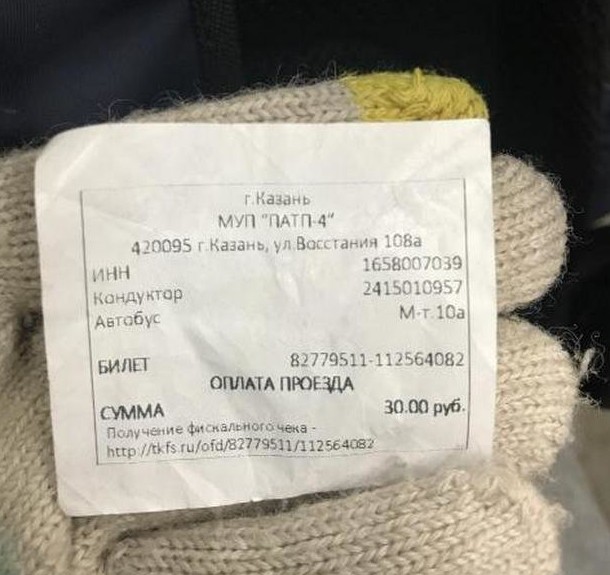 г.Казань
МУП "ПАТП-4"
420095 г.Казань, ул.Восстания 108а
ИНН 1658007039
Кондуктор 2415010957
Автобус М-т.10а
БИЛЕТ 82779511-112564082
ОПЛАТА ПРОЕЗДА
СУММА 30.00 руб.
Получение фискального чека -
http://tkfs.ru/ofd/82779511/112564082